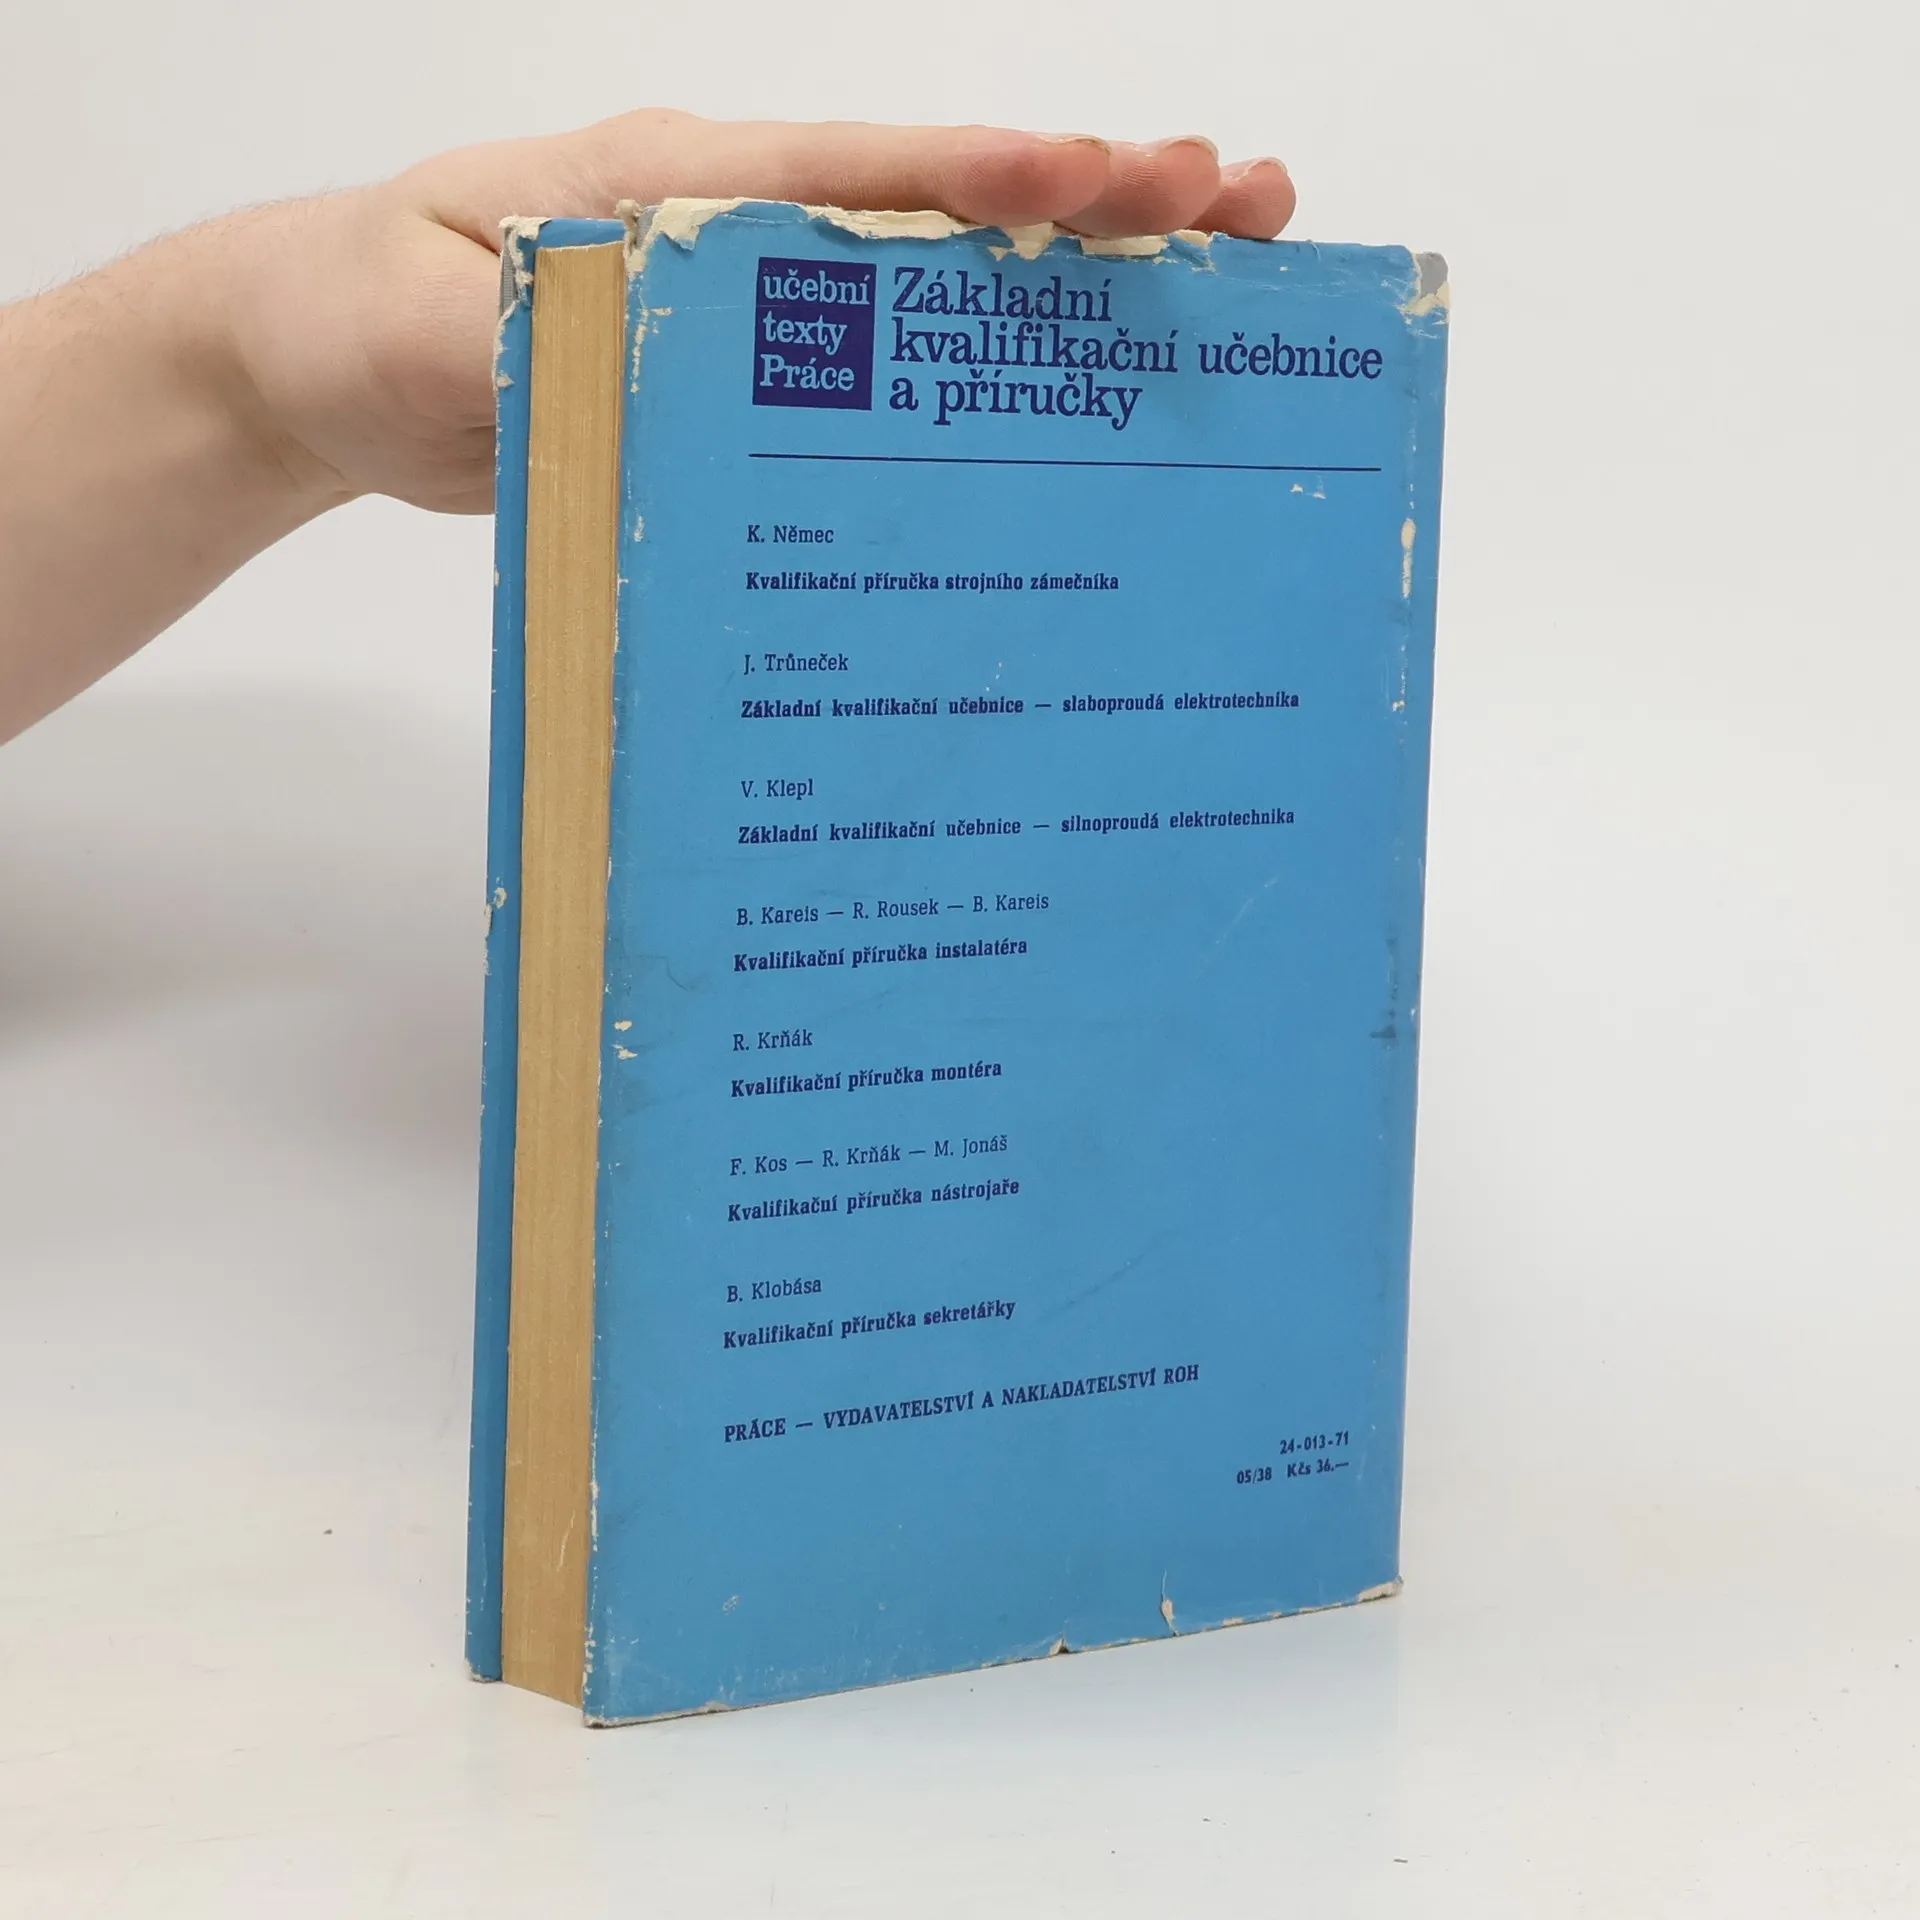 učební
texty
Práce
Základní
kvalifikační učebnice
a příručky
K. Němec
Kvalifikační příručka strojního zámečníka
J. Trůneček
Základní kvalifikační učebnice — slaboproudá elektrotechnika
V. Klepl
Základní kvalifikační učebnice — silnoproudá elektrotechnika
B. Kareis — R. Rousek — B. Kareis
Kvalifikační příručka instalatéra
R. Krňák
Kvalifikační příručka montéra
F. Kos — R. Krňák — M. Jonáš
Kvalifikační příručka nástrojaře
B. Klobása
Kvalifikační příručka sekretářky
PRÁCE — VYDAVATELSTVÍ A NAKLADATELSTVÍ ROH
24-013-71
05/38 Kčs 36,—